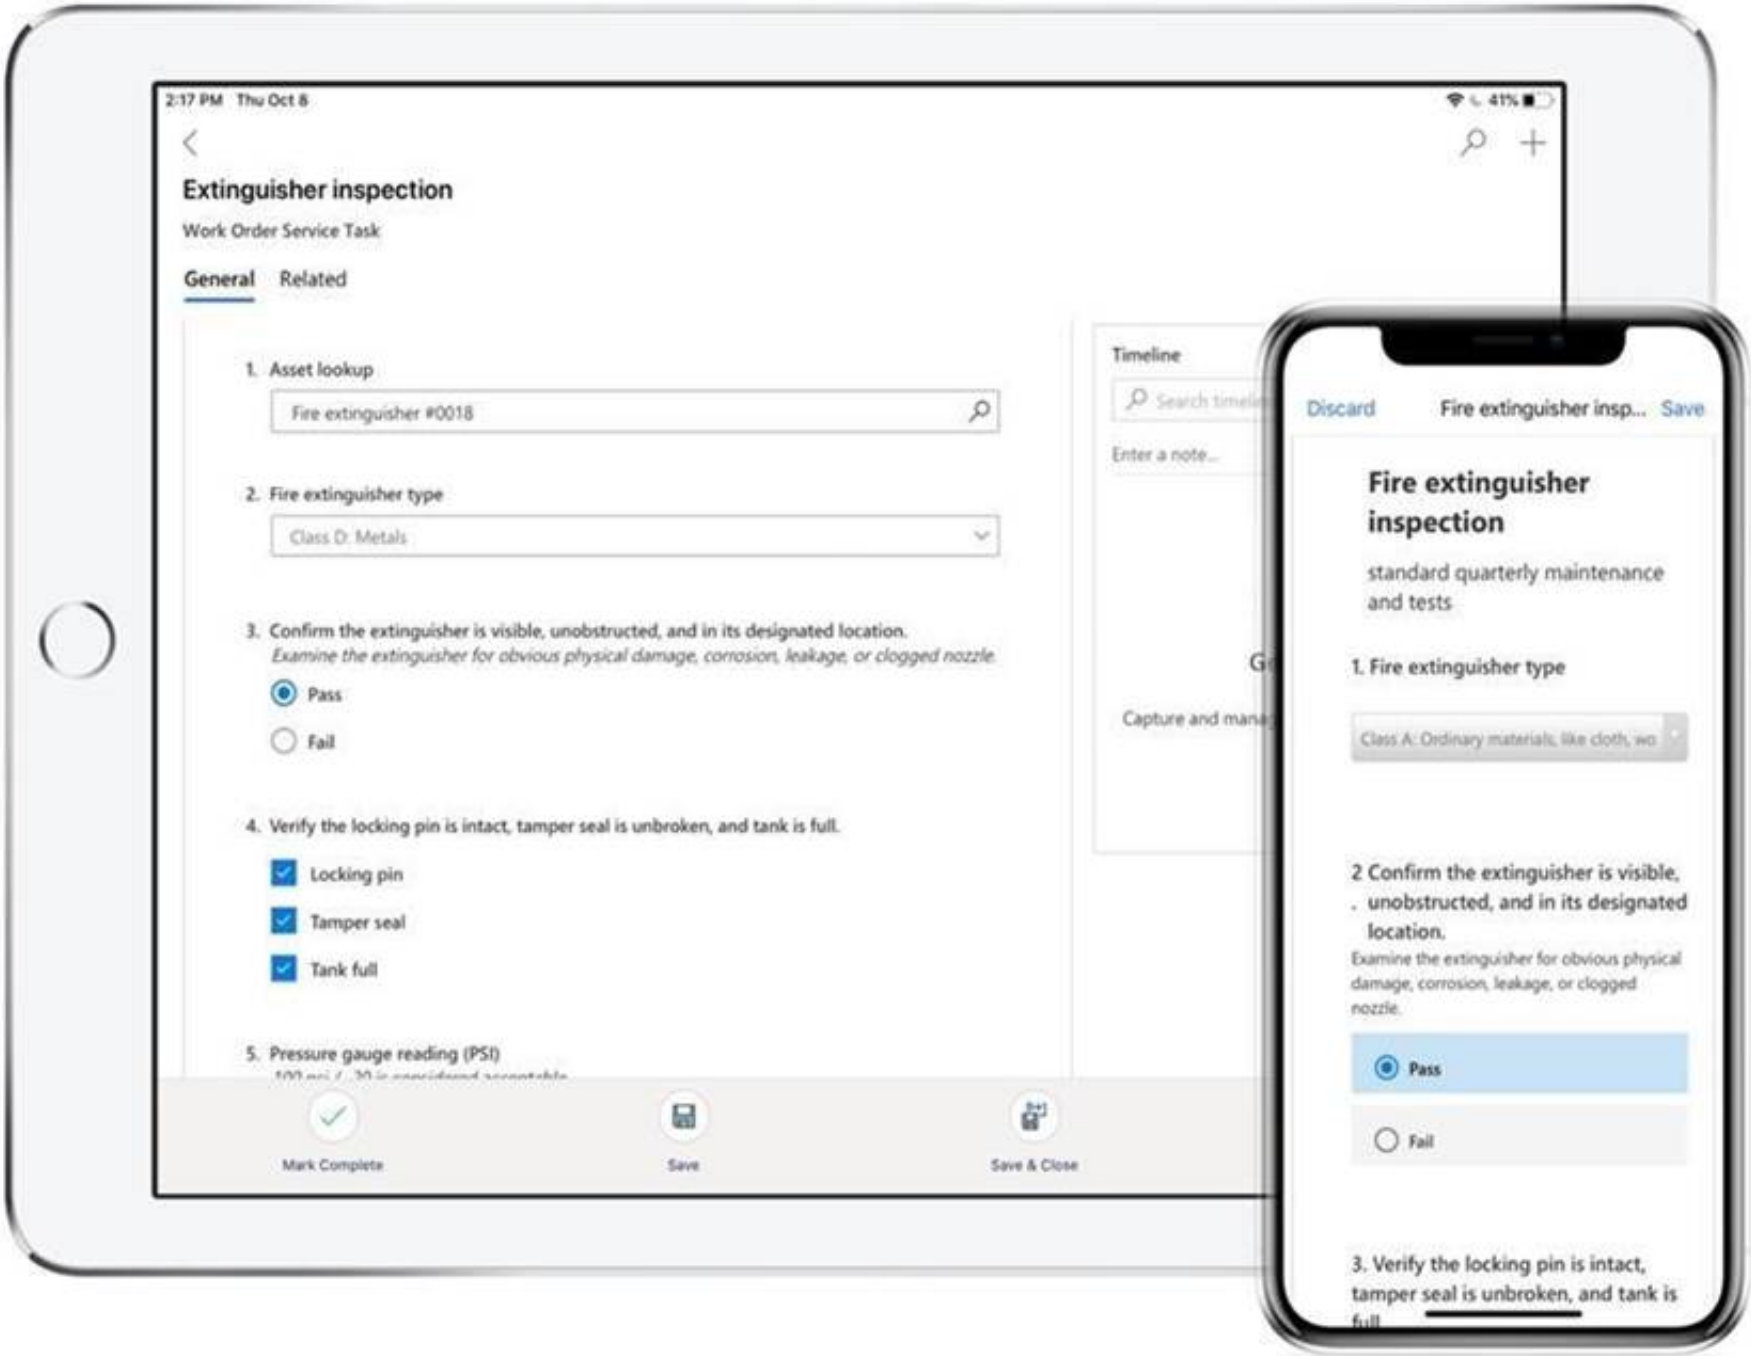 2:17 PM Thu Oct 8
41%
Extinguisher inspection
Work Order Service Task
General Related
1. Asset lookup
Fire extinguisher #0018
2. Fire extinguisher type
Class D: Metals
3. Confirm the extinguisher is visible, unobstructed, and in its designated location.
Examine the extinguisher for obvious physical damage, corrosion, leakage, or clogged nozzle.
Pass
Fail
4. Verify the locking pin is intact, tamper seal is unbroken, and tank is full.
Locking pin
Tamper seal
Tank full
5. Pressure gauge reading (PSI)
Mark Complete
Save
Save & Close
Timeline
Search
Enter a note...
Capture and
Discard Fire extinguisher insp... Save
Fire extinguisher
inspection
standard quarterly maintenance
and tests
1. Fire extinguisher type
Class A: Ordinary materials, like cloth, wo
2 Confirm the extinguisher is visible,
. unobstructed, and in its designated
location.
Examine the extinguisher for obvious physical
damage, corrosion, leakage, or clogged
nozzle.
Pass
Fail
3. Verify the locking pin is intact,
tamper seal is unbroken, and tank is
full